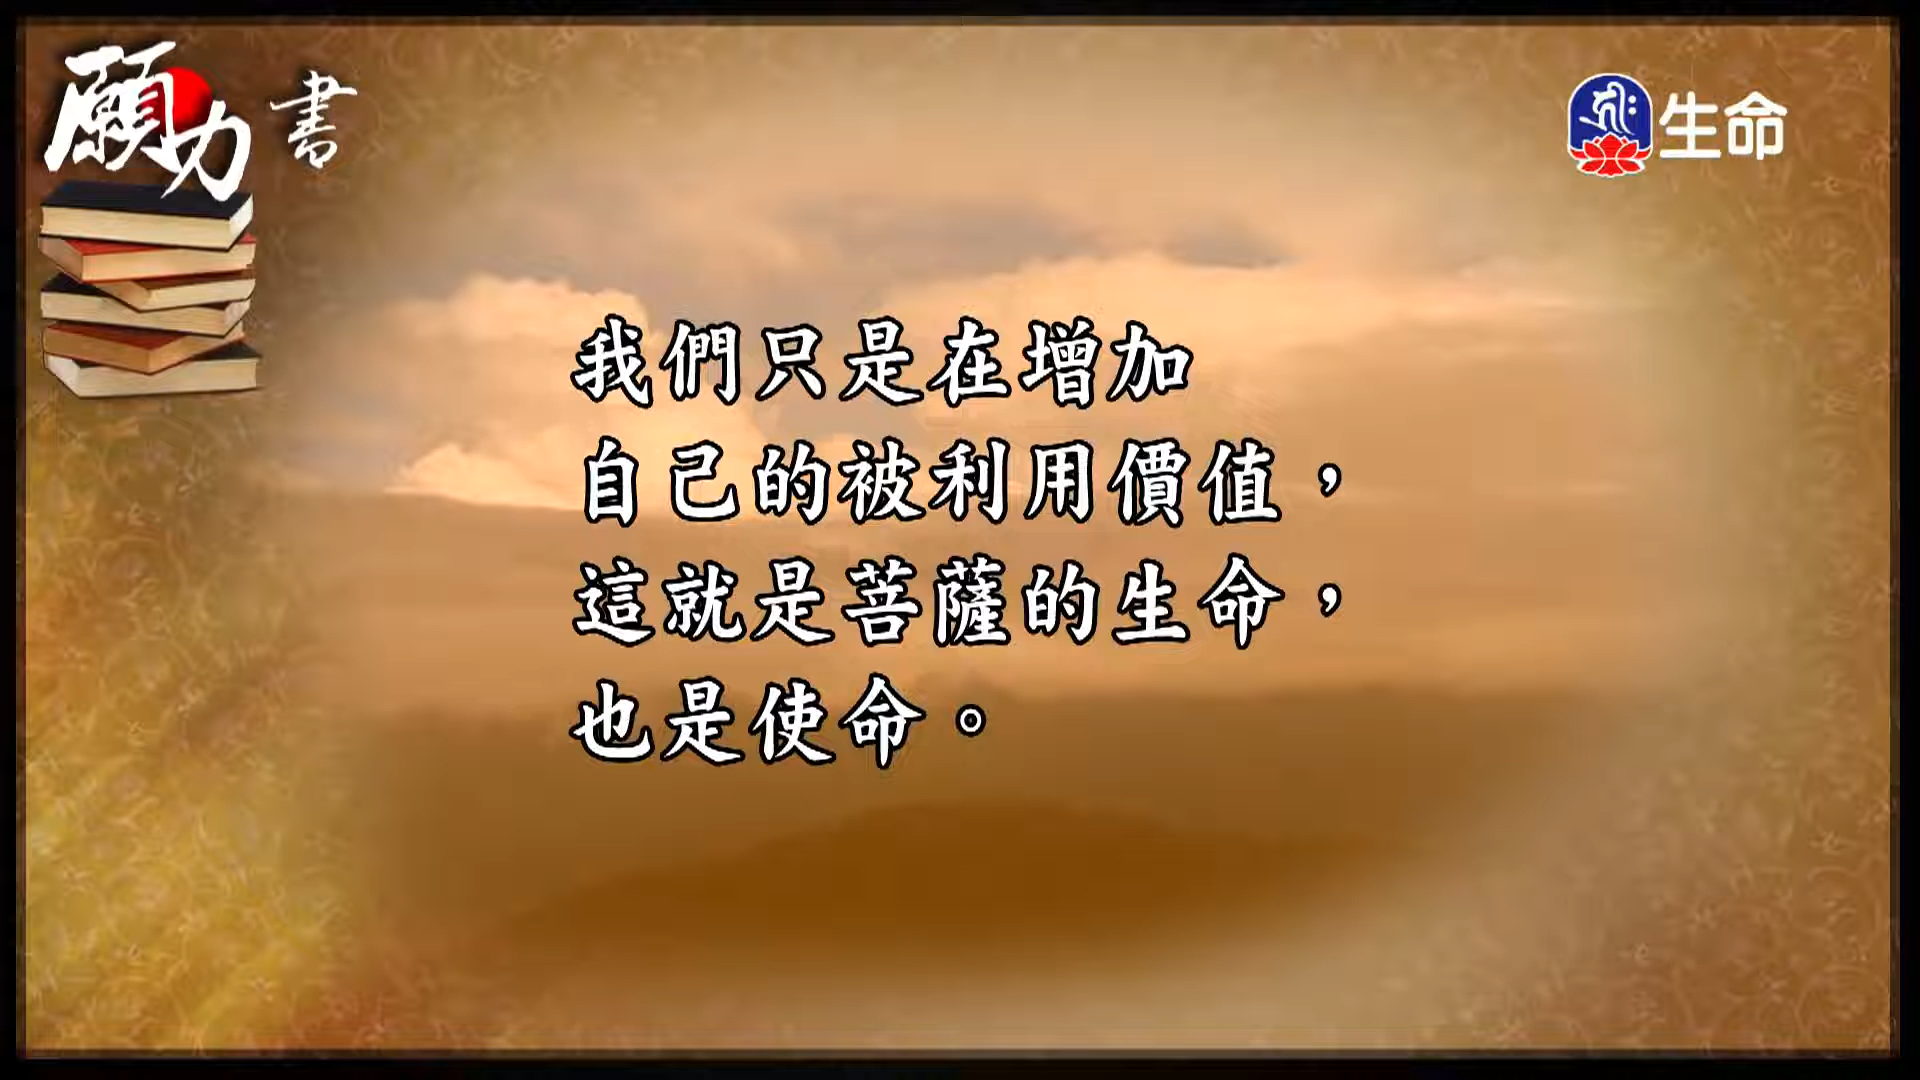 願力書
生命
我們只是在增加
自己的被利用價值，
這就是菩薩的生命，
也是使命。